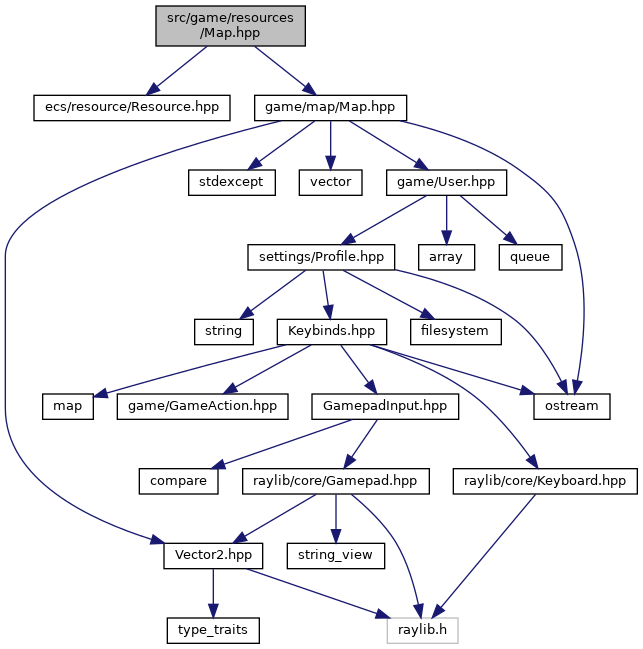 src/game/resources
/Map.hpp
ecs/resource/Resource.hpp
game/map/Map.hpp
stdexcept
vector
game/User.hpp
settings/Profile.hpp
array
queue
string
Keybinds.hpp
filesystem
map
game/GameAction.hpp
GamepadInput.hpp
ostream
compare
raylib/core/Gamepad.hpp
raylib/core/Keyboard.hpp
Vector2.hpp
string_view
type_traits
raylib.h